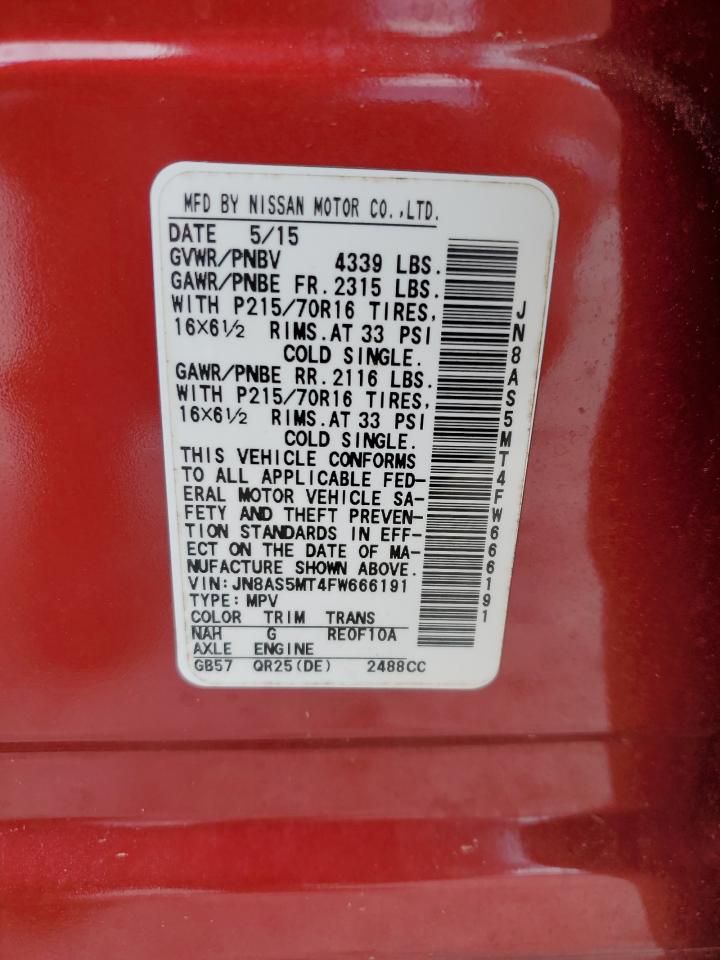 MFD BY NISSAN MOTOR CO.,LTD.
DATE 5/15
GVWR/PNBV 4339 LBS.
GAWR/PNBE FR. 2315 LBS.
WITH P215/70R16 TIRES,
16×6½ RIMS. AT 33 PSI
COLD SINGLE.
GAWR/PNBE RR. 2116 LBS.
WITH P215/70R16 TIRES,
16×6½ RIMS. AT 33 PSI
COLD SINGLE.
THIS VEHICLE CONFORMS
TO ALL APPLICABLE FED-
ERAL MOTOR VEHICLE SA-
FETY AND THEFT PREVEN-
TION STANDARDS IN EFF-
ECT ON THE DATE OF MA-
NUFACTURE SHOWN ABOVE.
VIN: JN8AS5MT4FW666191
TYPE: MPV
COLOR TRIM TRANS
NAH G RE0F10A
AXLE ENGINE
GB57 QR25(DE) 2488CC
JN8AS5MT4FW666191